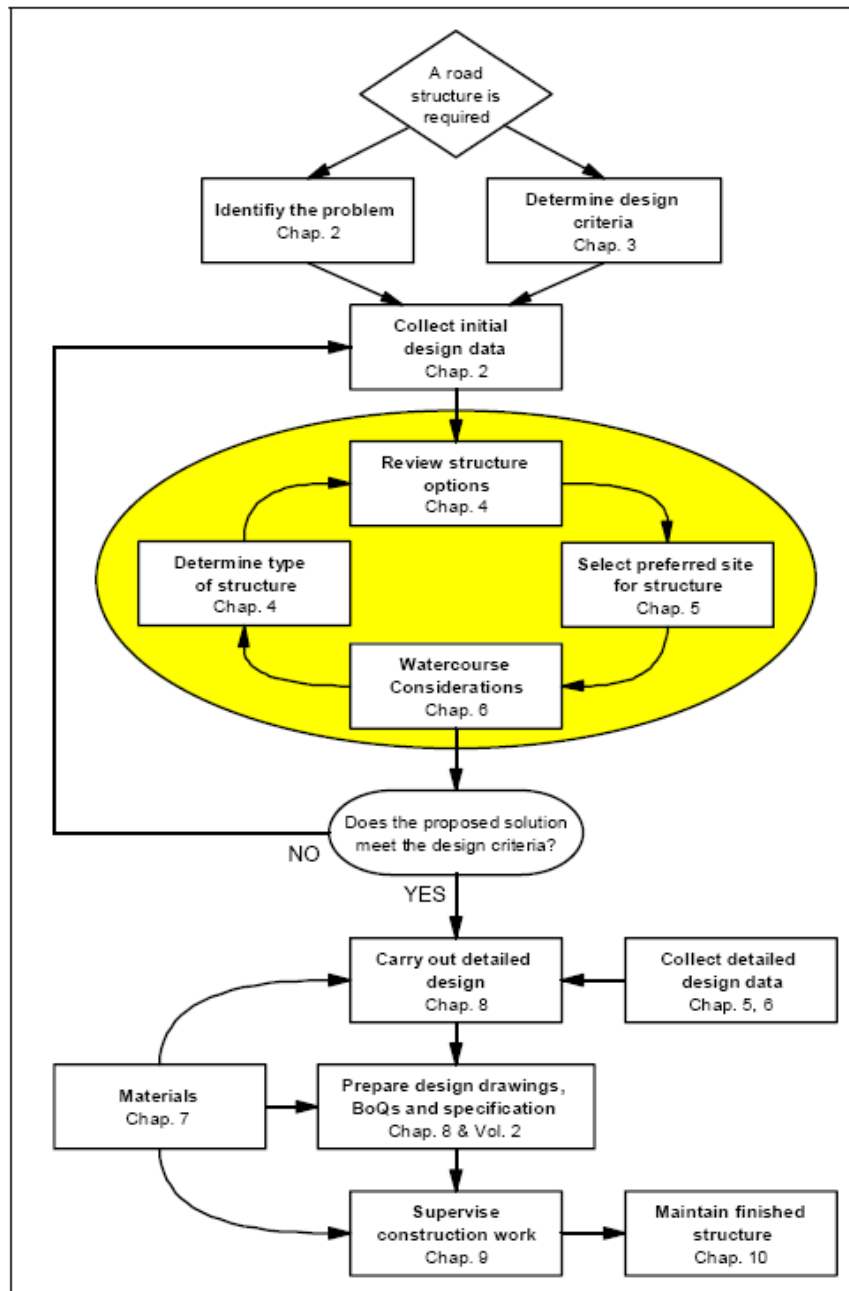 A road
structure is
required
Identifiy the problem
Chap. 2
Determine design
criteria
Chap. 3
Collect initial
design data
Chap. 2
Review structure
options
Chap. 4
Determine type
of structure
Chap. 4
Select preferred site
for structure
Chap. 5
Watercourse
Considerations
Chap. 6
Does the proposed solution
meet the design criteria?
NO
YES
Carry out detailed
design
Chap. 8
Collect detailed
design data
Chap. 5, 6
Materials
Chap. 7
Prepare design drawings,
BoQs and specification
Chap. 8 & Vol. 2
Supervise
construction work
Chap. 9
Maintain finished
structure
Chap. 10